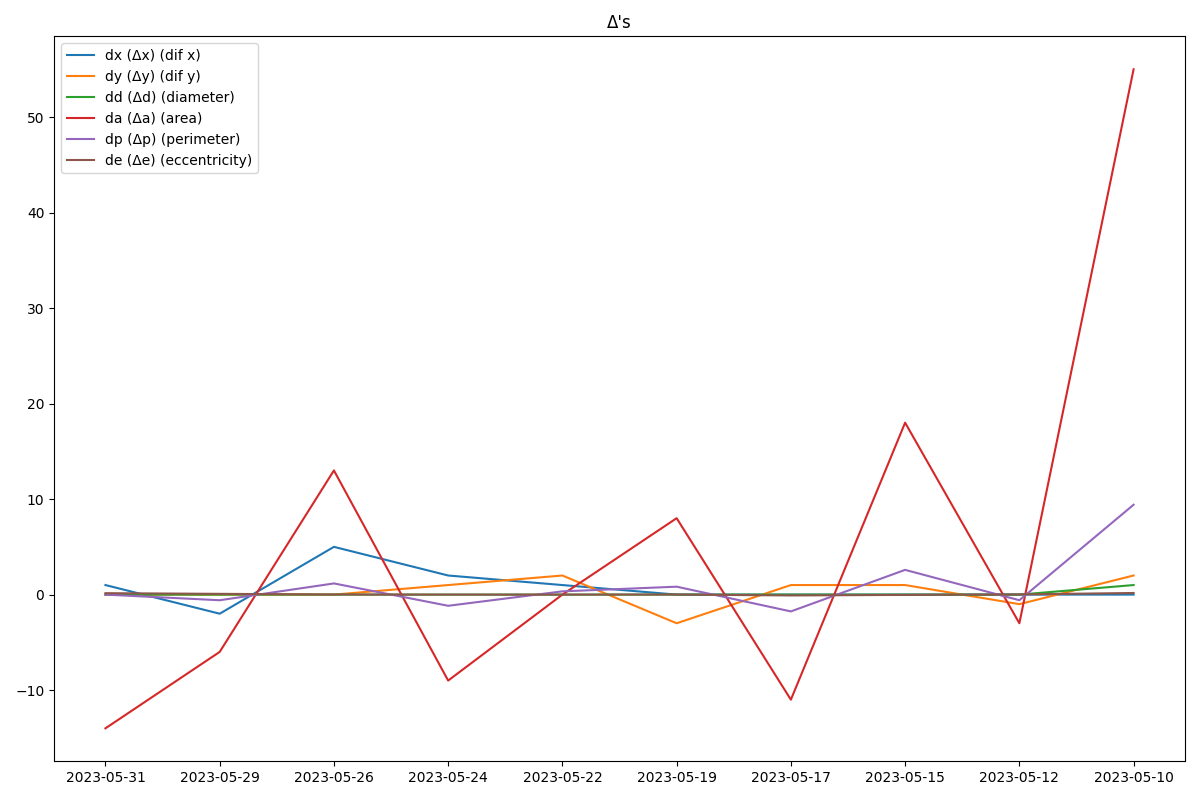 Δ's
dx (Δx) (dif x)
dy (Δy) (dif y)
dd (Δd) (diameter)
da (Δa) (area)
dp (Δp) (perimeter)
de (Δe) (eccentricity)
50
40
30
20
10
0
−10
2023-05-31 2023-05-29 2023-05-26 2023-05-24 2023-05-22 2023-05-19 2023-05-17 2023-05-15 2023-05-12 2023-05-10